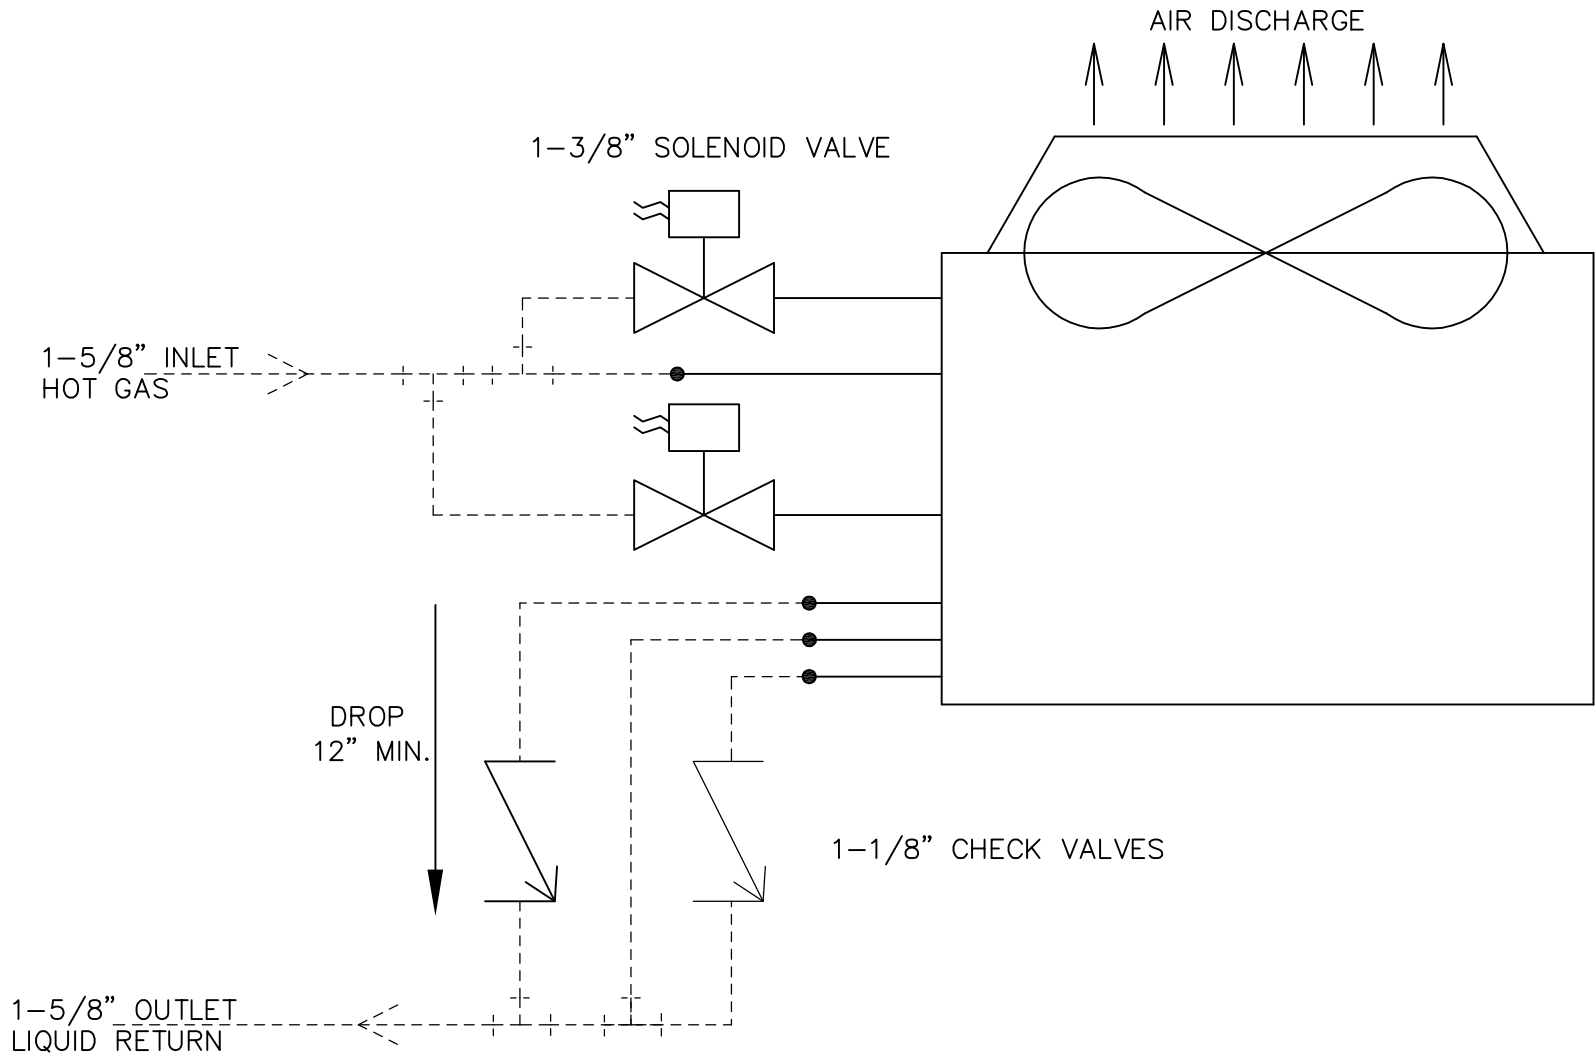 AIR DISCHARGE
1-3/8” SOLENOID VALVE
1-5/8” INLET
HOT GAS
DROP
12” MIN.
1-1/8” CHECK VALVES
1-5/8” OUTLET
LIQUID RETURN